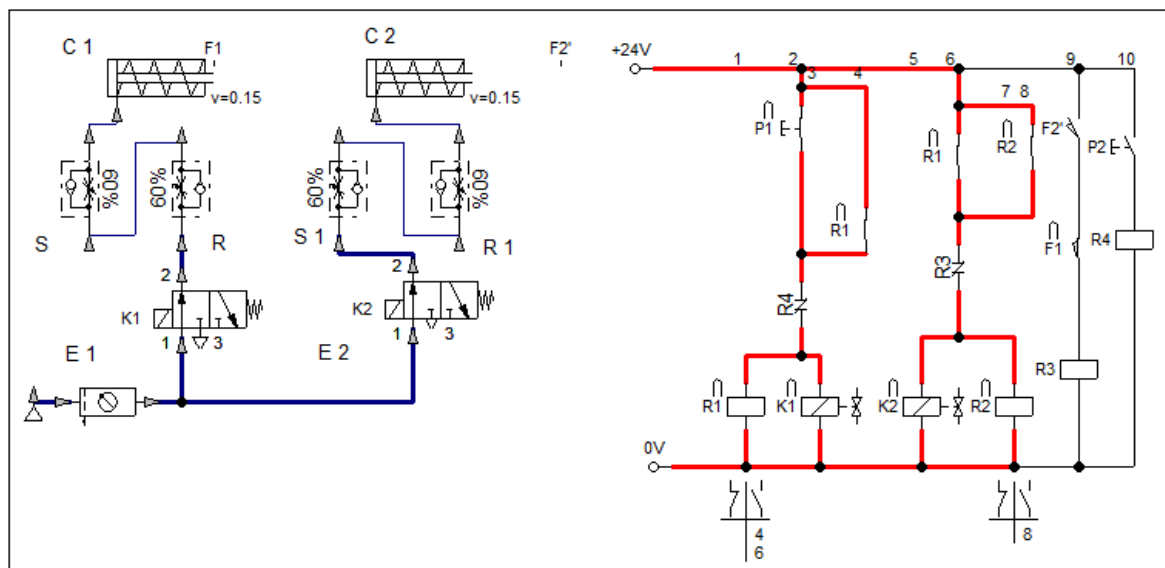 C 1
F1
v=0.15
C 2
F2'
v=0.15
60%
60%
60%
60%
S
R
S 1
R 1
2
K1
1
3
2
K2
1
3
E 1
E 2
+24V
1
2
3
4
5
6
7
8
9
10
P1
R1
R4
R1
R2
R3
F2'
F1
P2
R4
R3
R1
K1
K2
R2
0V
4
6
8